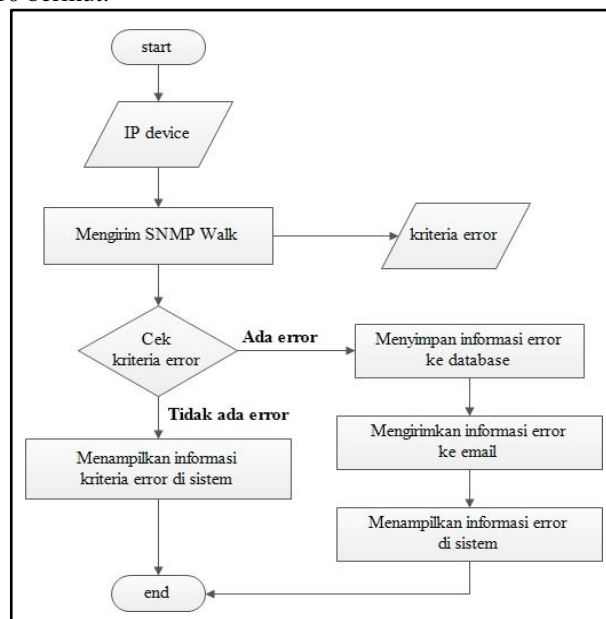 start
IP device
Mengirim SNMP Walk
kriteria error
Cek
kriteria error
Ada error
Menyimpan informasi error
ke database
Tidak ada error
Mengirimkan informasi error
ke email
Menampilkan informasi
kriteria error di sistem
Menampilkan informasi error
di sistem
end